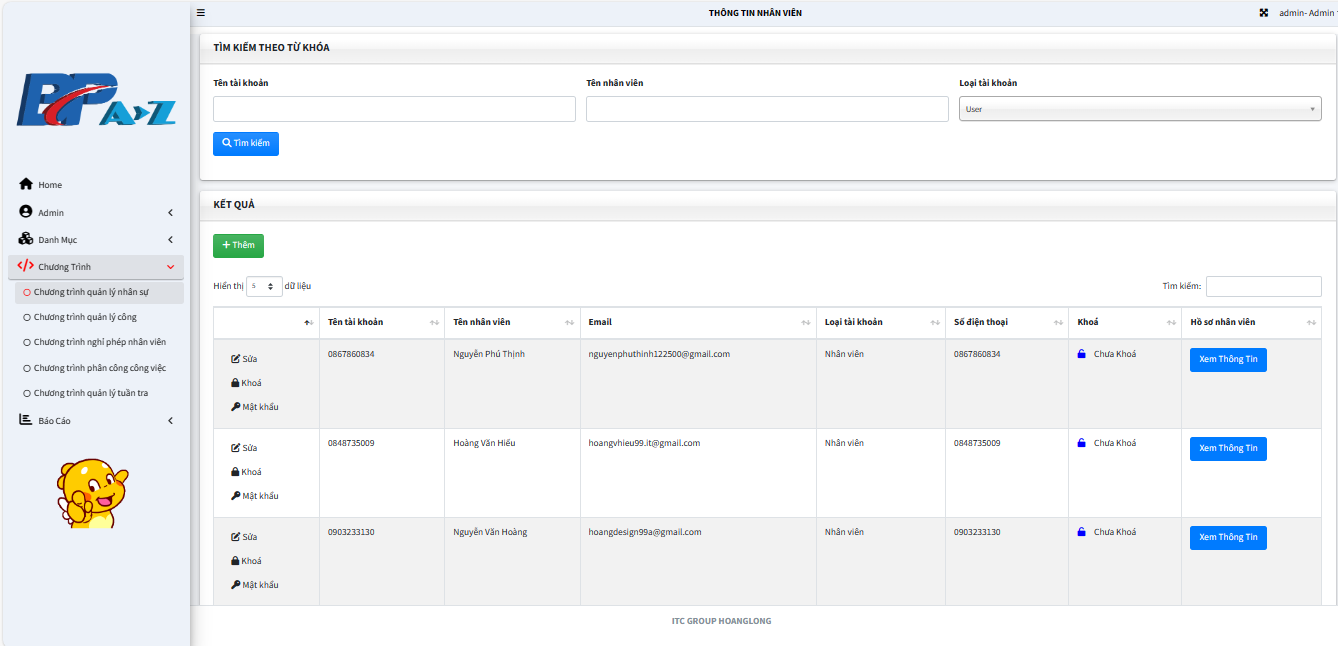 THÔNG TIN NHÂN VIÊN
admin- Admin
BP A>Z
Home
Admin
Danh Mục
Chương Trình
Chương trình quản lý nhân sự
Chương trình quản lý công
Chương trình nghỉ phép nhân viên
Chương trình phân công công việc
Chương trình quản lý tuần tra
Báo Cáo
TÌM KIẾM THEO TỪ KHÓA
Tên tài khoản Tên nhân viên Loại tài khoản
User
Tìm kiếm
KẾT QUẢ
+ Thêm
Hiển thị 5 dữ liệu Tìm kiếm:
Tên tài khoản Tên nhân viên Email Loại tài khoản Số điện thoại Khoá Hồ sơ nhân viên
0867860834 Nguyễn Phú Thịnh nguyenphuthinh122500@gmail.com Nhân viên 0867860834 Chưa Khoá Xem Thông Tin
Sửa
Khoá
Mật khẩu
0848735009 Hoàng Văn Hiếu hoangvhieu99.it@gmail.com Nhân viên 0848735009 Chưa Khoá Xem Thông Tin
Sửa
Khoá
Mật khẩu
0903233130 Nguyễn Văn Hoàng hoangdesign99a@gmail.com Nhân viên 0903233130 Chưa Khoá Xem Thông Tin
Sửa
Khoá
Mật khẩu
ITC GROUP HOANGLONG